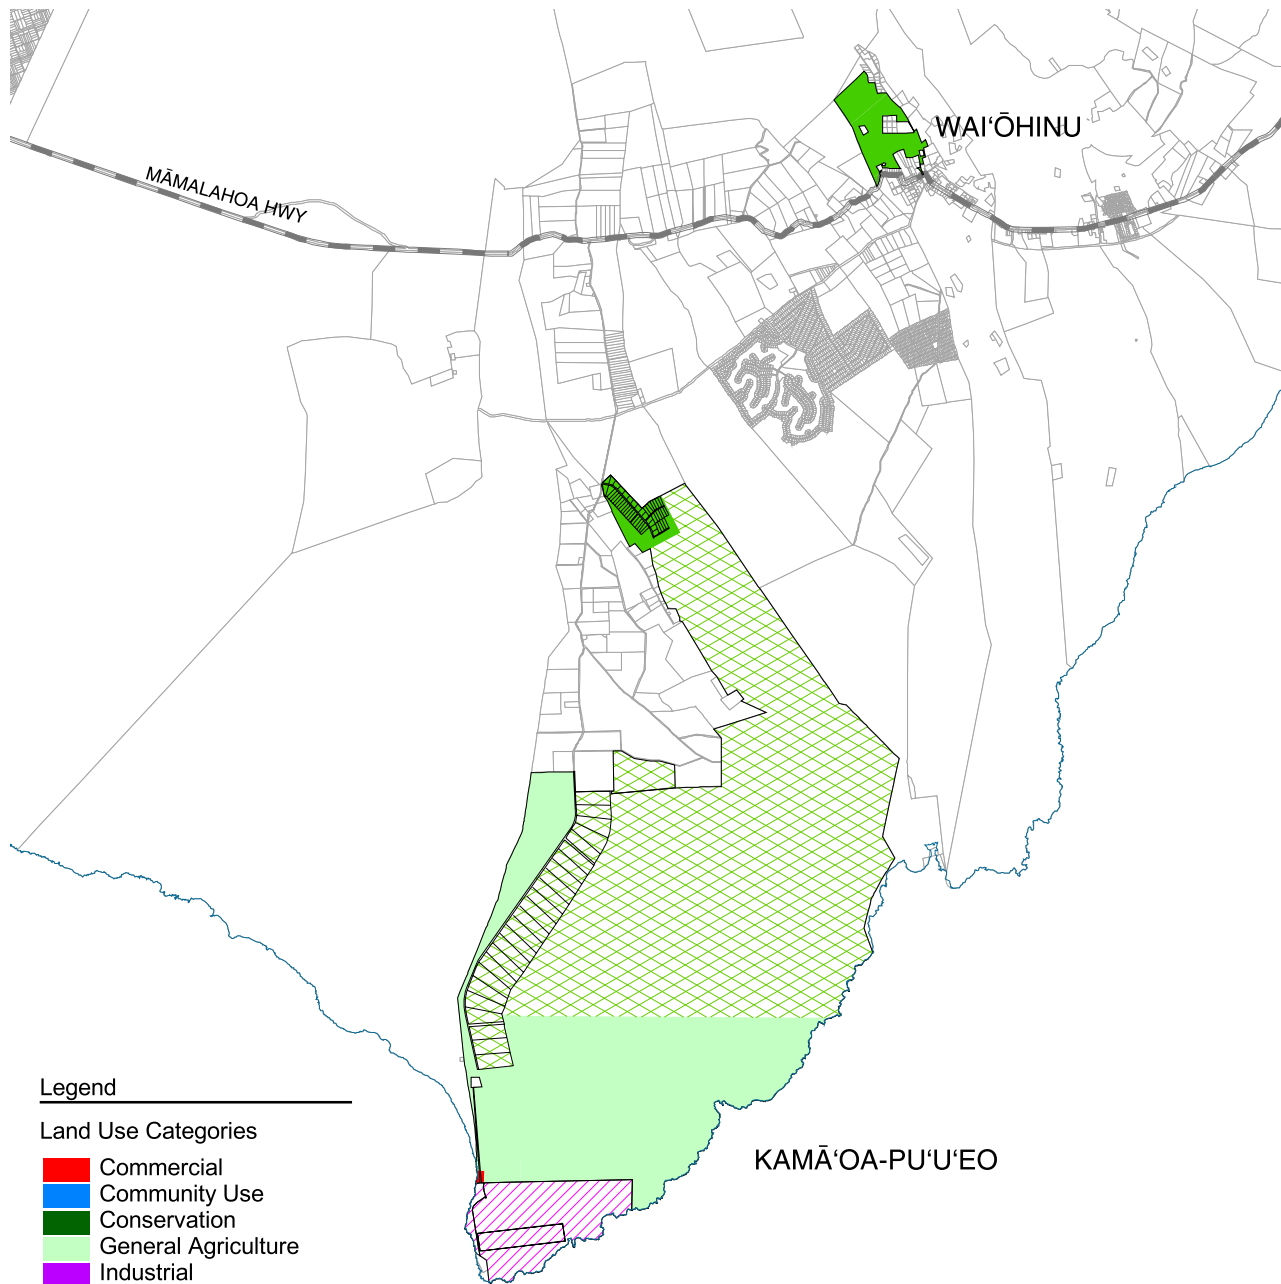 WAIʻŌHINU
MĀMALAHOA HWY
KAMĀʻOA-PUʻUʻEO
Legend
Land Use Categories
Commercial
Community Use
Conservation
General Agriculture
Industrial